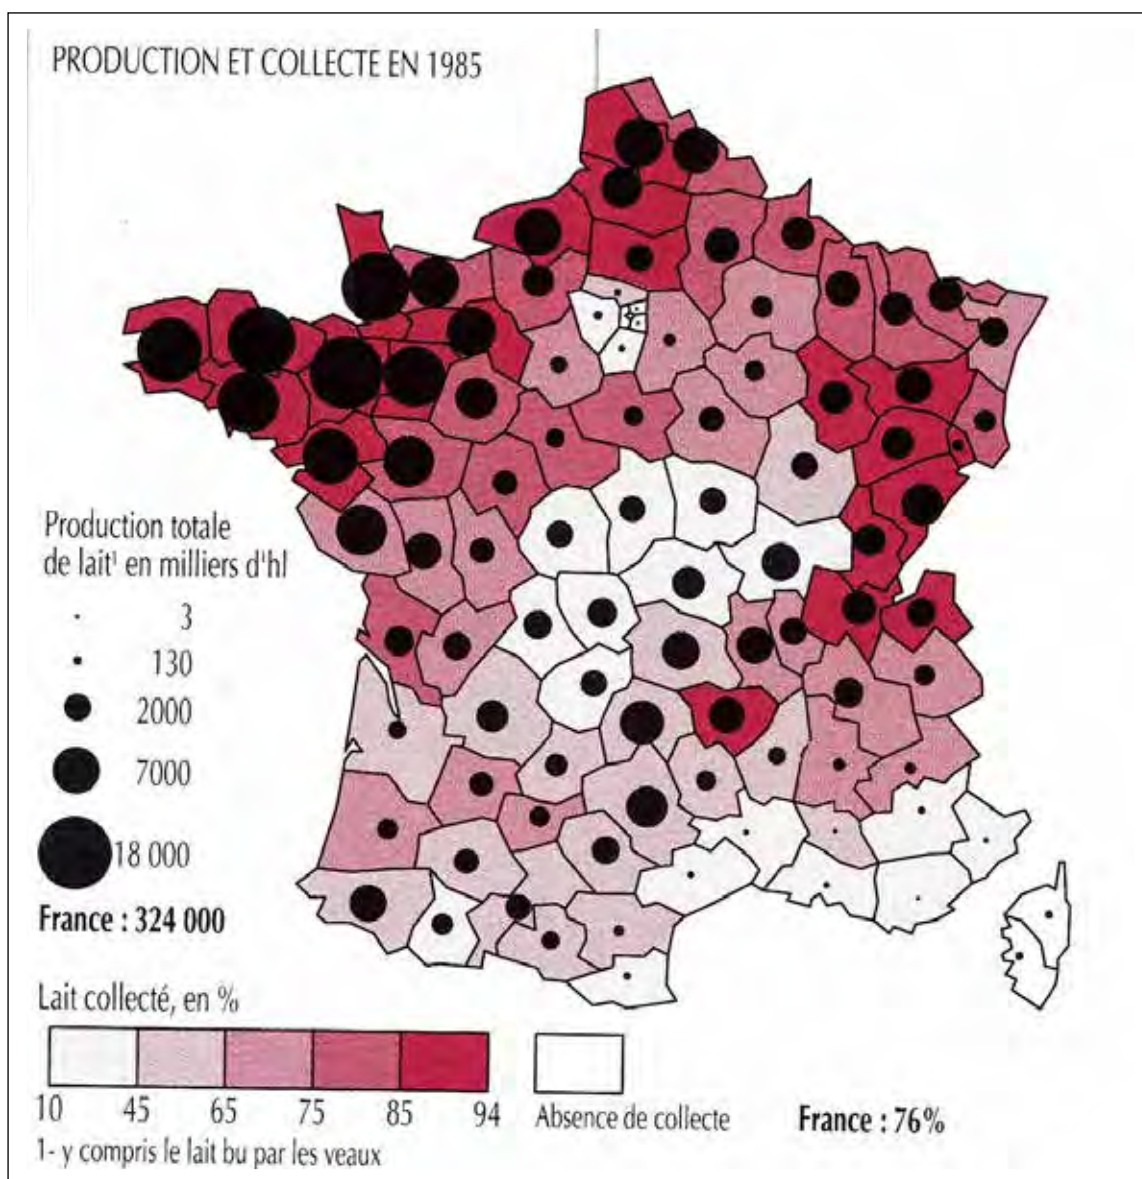 PRODUCTION ET COLLECTE EN 1985
Production totale
de lait¹ en milliers d'hl
3
130
2000
7000
18 000
France : 324 000
Lait collecté, en %
10 45 65 75 85 94
Absence de collecte
France : 76%
1- y compris le lait bu par les veaux